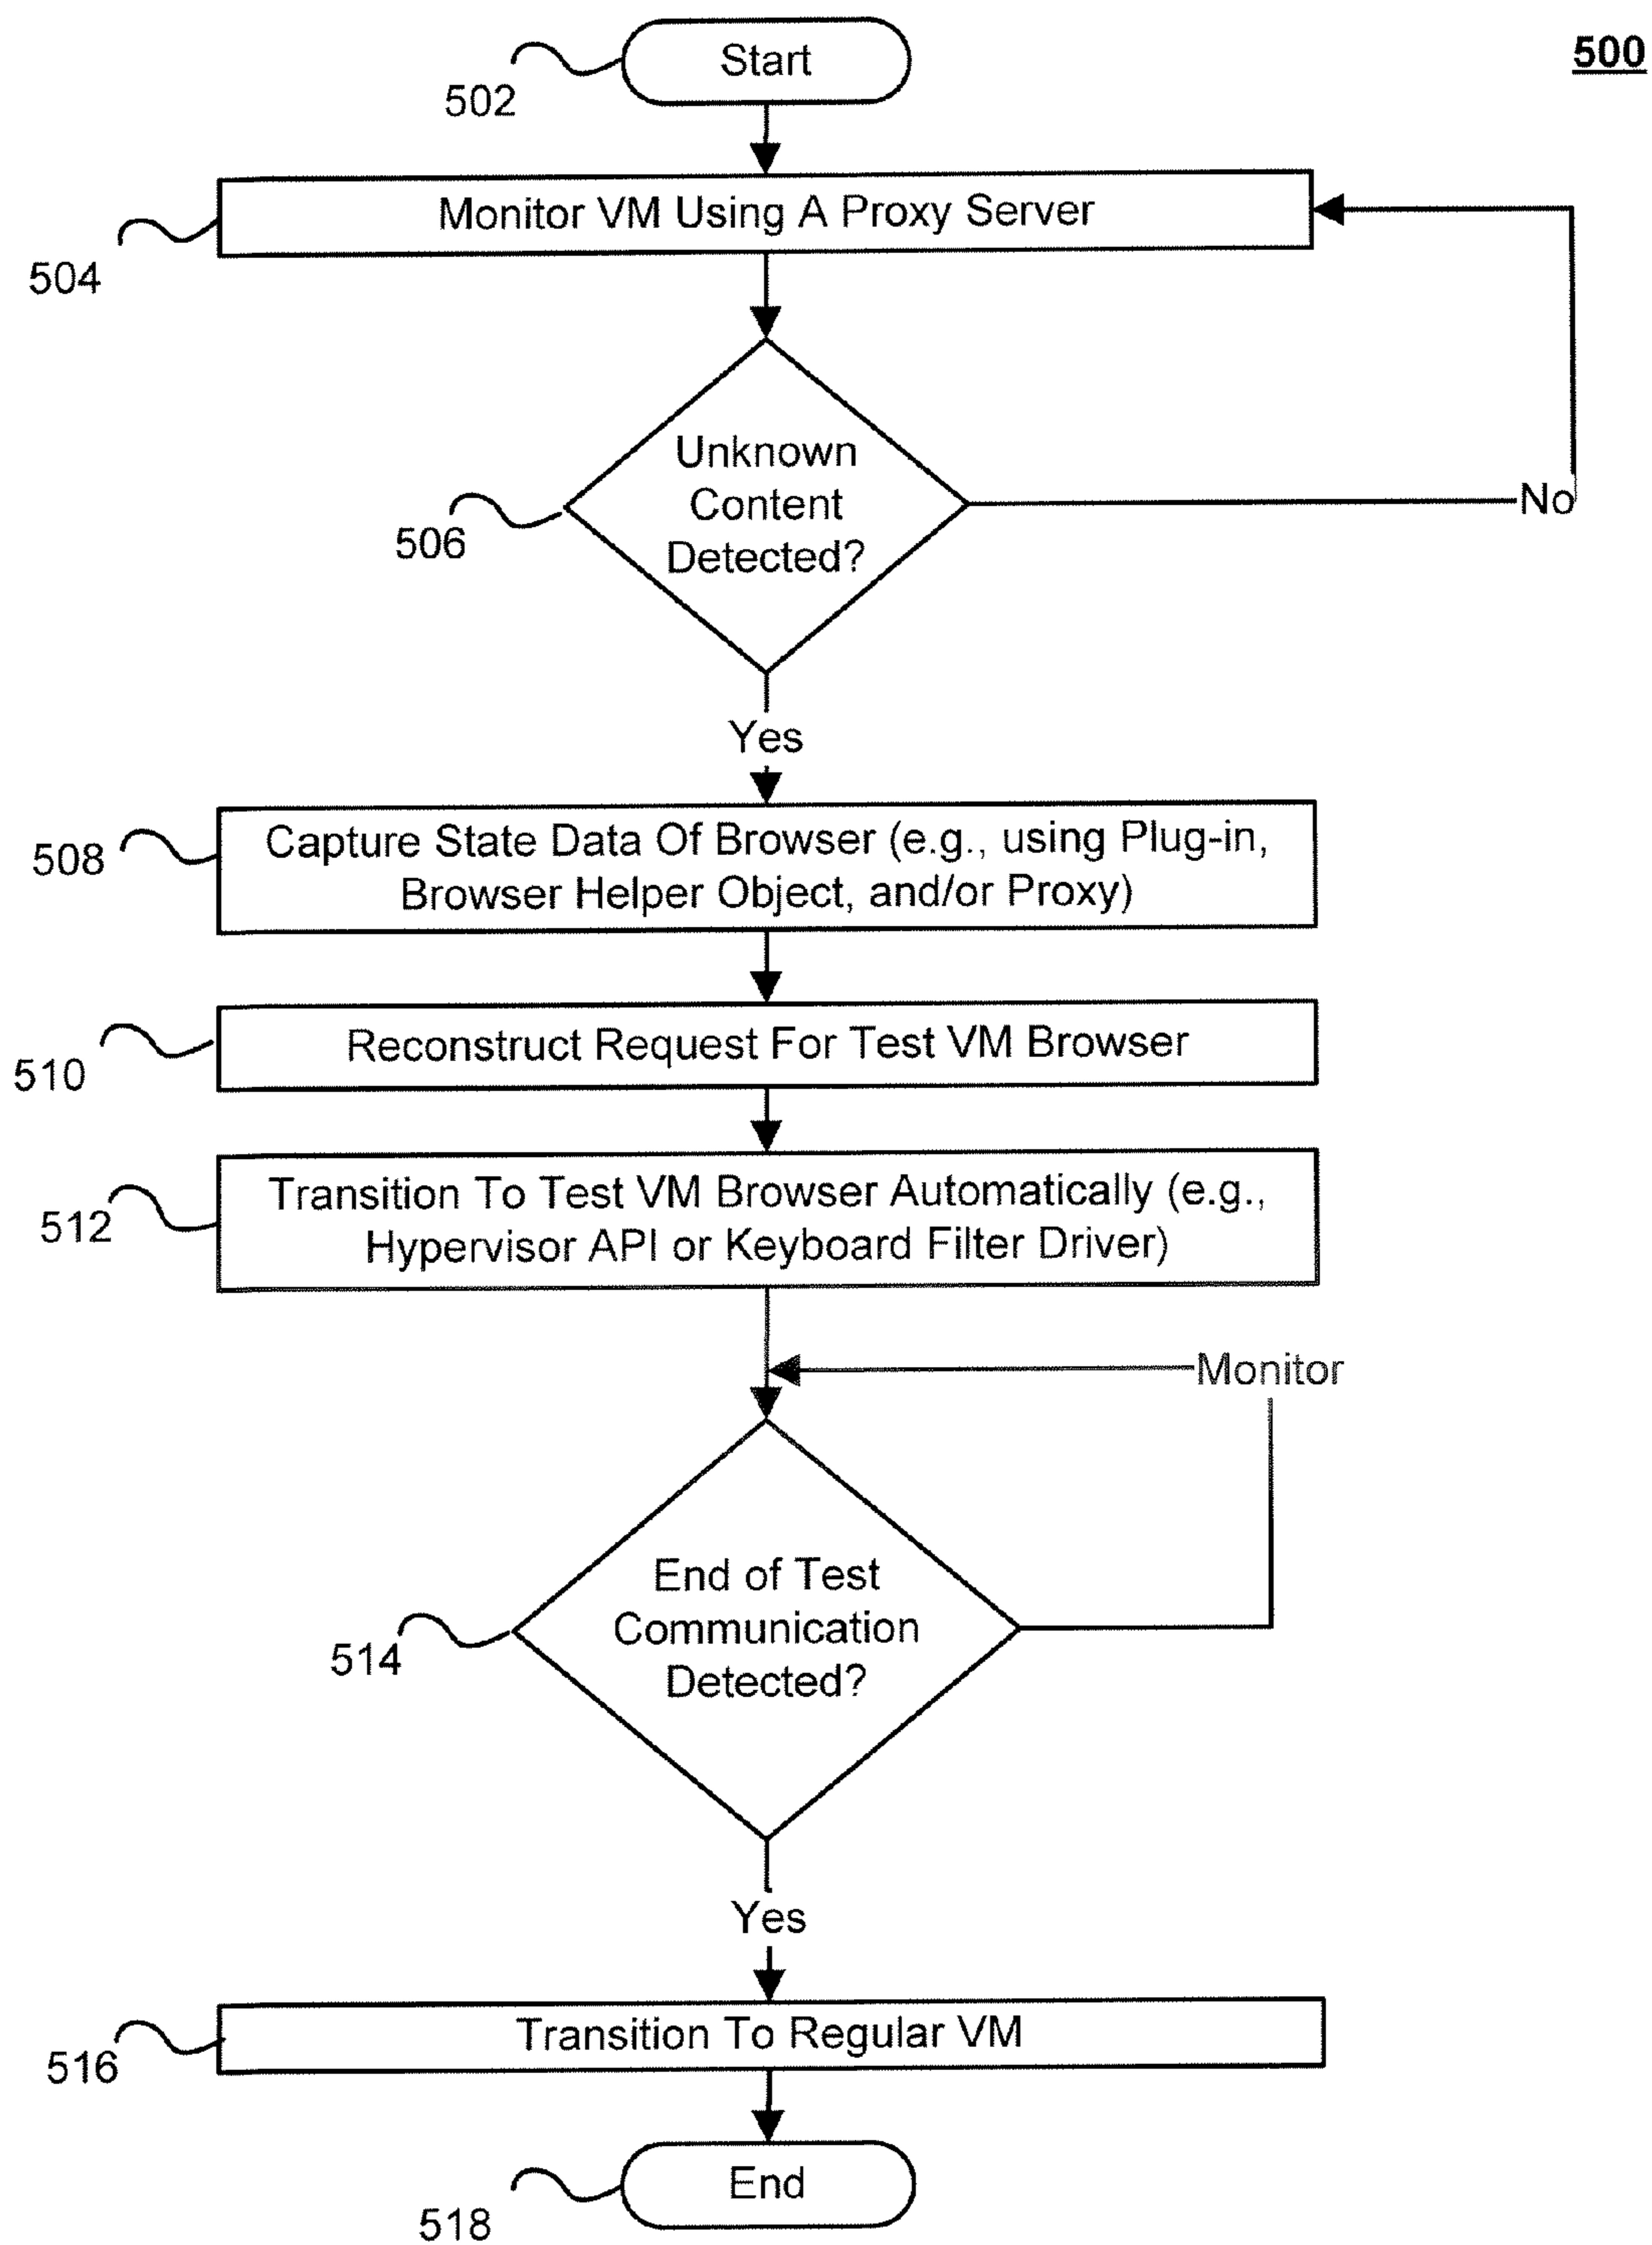 500
Start
502
Monitor VM Using A Proxy Server
504
Unknown
Content
Detected?
506
No
Yes
Capture State Data Of Browser (e.g., using Plug-in,
Browser Helper Object, and/or Proxy)
508
Reconstruct Request For Test VM Browser
510
Transition To Test VM Browser Automatically (e.g.,
Hypervisor API or Keyboard Filter Driver)
512
Monitor
End of Test
Communication
Detected?
514
Yes
Transition To Regular VM
516
End
518